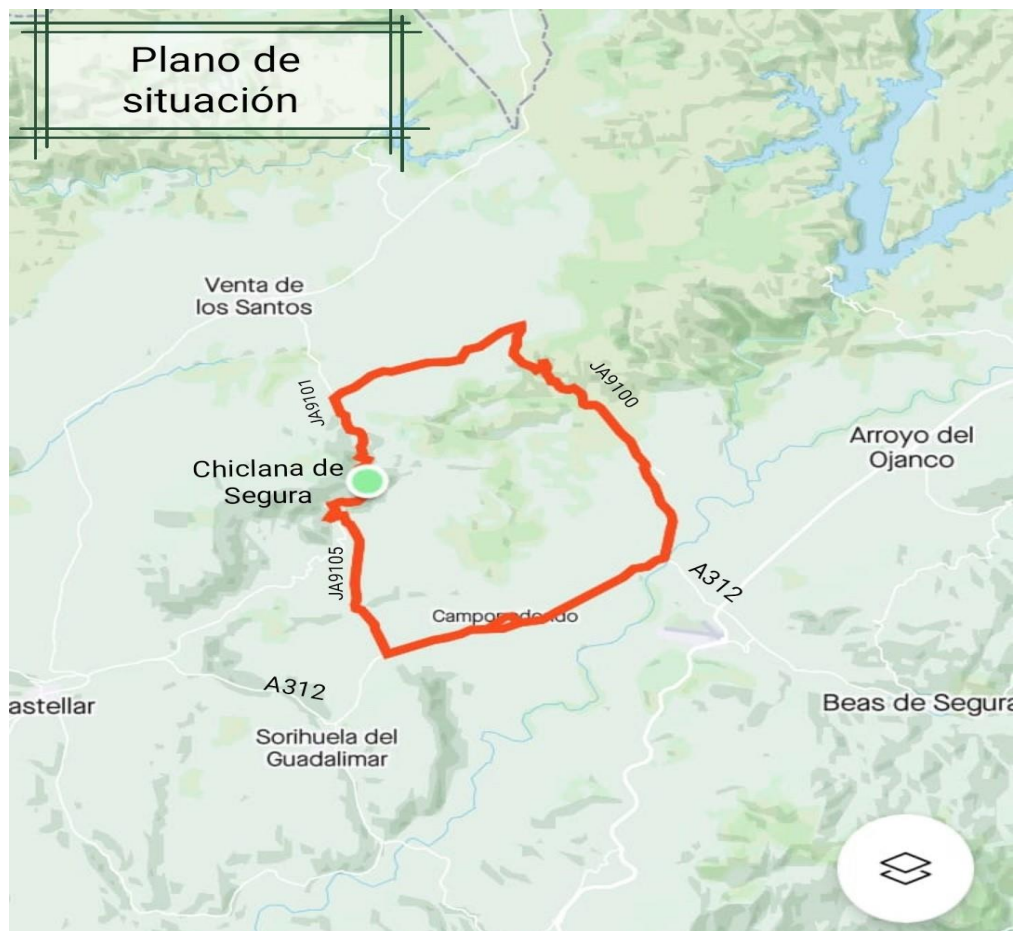 Plano de
situación
Venta de
los Santos
JA9101
JA9100
Arroyo del
Ojanco
Chiclana de
Segura
JA9105
A312
A312
astellar
Beas de Segura
Sorihuela del
Guadalimar